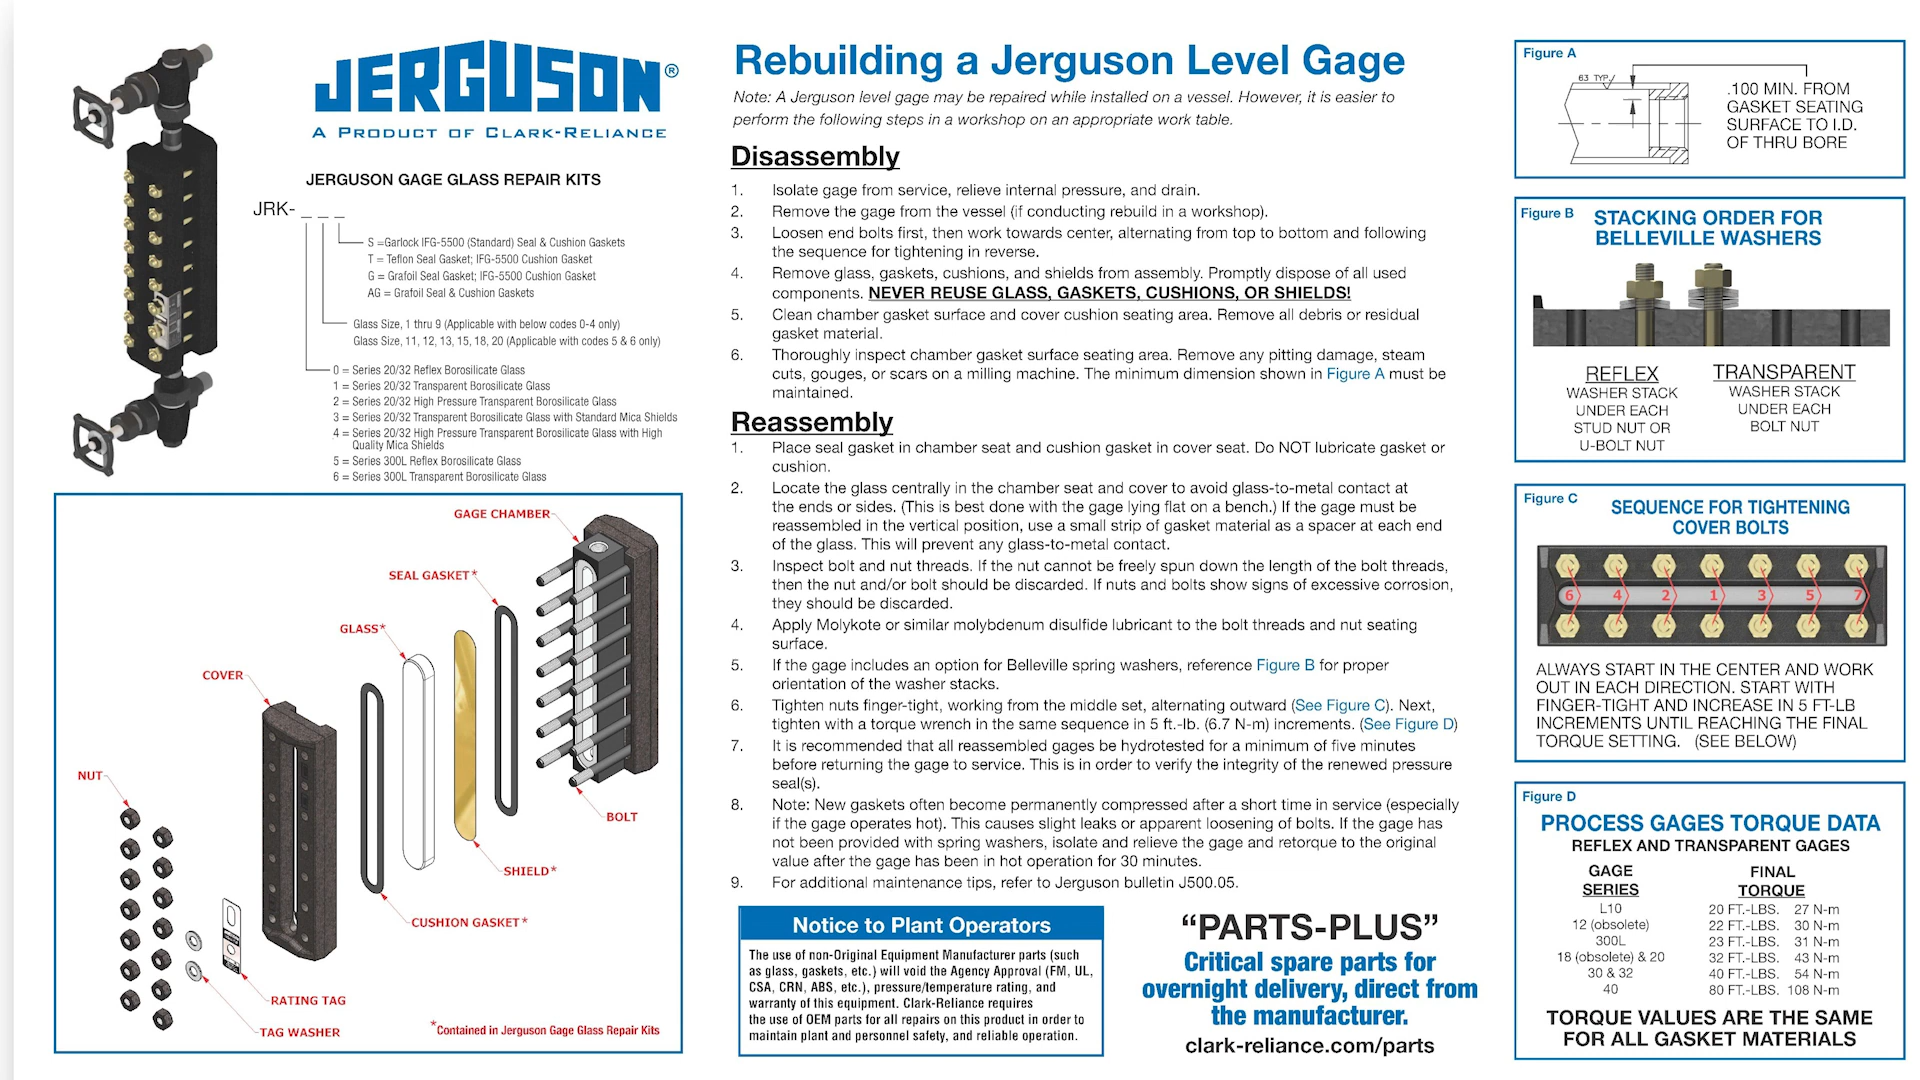 JERGUSON®
A PRODUCT OF CLARK-RELIANCE
JERGUSON GAGE GLASS REPAIR KITS
JRK- _ _ _
S =Garlock IFG-5500 (Standard) Seal & Cushion Gaskets
T = Teflon Seal Gasket; IFG-5500 Cushion Gasket
G = Grafoil Seal Gasket; IFG-5500 Cushion Gasket
AG = Grafoil Seal & Cushion Gaskets
Glass Size, 1 thru 9 (Applicable with below codes 0-4 only)
Glass Size, 11, 12, 13, 15, 18, 20 (Applicable with codes 5 & 6 only)
0 = Series 20/32 Reflex Borosilicate Glass
1 = Series 20/32 Transparent Borosilicate Glass
2 = Series 20/32 High Pressure Transparent Borosilicate Glass
3 = Series 20/32 Transparent Borosilicate Glass with Standard Mica Shields
4 = Series 20/32 High Pressure Transparent Borosilicate Glass with High
Quality Mica Shields
5 = Series 300L Reflex Borosilicate Glass
6 = Series 300L Transparent Borosilicate Glass
GAGE CHAMBER
SEAL GASKET*
GLASS*
COVER
NUT
BOLT
SHIELD*
CUSHION GASKET*
RATING TAG
TAG WASHER
*Contained in Jerguson Gage Glass Repair Kits
Rebuilding a Jerguson Level Gage
Note: A Jerguson level gage may be repaired while installed on a vessel. However, it is easier to
perform the following steps in a workshop on an appropriate work table.
Disassembly
1. Isolate gage from service, relieve internal pressure, and drain.
2. Remove the gage from the vessel (if conducting rebuild in a workshop).
3. Loosen end bolts first, then work towards center, alternating from top to bottom and following
the sequence for tightening in reverse.
4. Remove glass, gaskets, cushions, and shields from assembly. Promptly dispose of all used
components. NEVER REUSE GLASS, GASKETS, CUSHIONS, OR SHIELDS!
5. Clean chamber gasket surface and cover cushion seating area. Remove all debris or residual
gasket material.
6. Thoroughly inspect chamber gasket surface seating area. Remove any pitting damage, steam
cuts, gouges, or scars on a milling machine. The minimum dimension shown in Figure A must be
maintained.
Reassembly
1. Place seal gasket in chamber seat and cushion gasket in cover seat. Do NOT lubricate gasket or
cushion.
2. Locate the glass centrally in the chamber seat and cover to avoid glass-to-metal contact at
the ends or sides. (This is best done with the gage lying flat on a bench.) If the gage must be
reassembled in the vertical position, use a small strip of gasket material as a spacer at each end
of the glass. This will prevent any glass-to-metal contact.
3. Inspect bolt and nut threads. If the nut cannot be freely spun down the length of the bolt threads,
then the nut and/or bolt should be discarded. If nuts and bolts show signs of excessive corrosion,
they should be discarded.
4. Apply Molykote or similar molybdenum disulfide lubricant to the bolt threads and nut seating
surface.
5. If the gage includes an option for Belleville spring washers, reference Figure B for proper
orientation of the washer stacks.
6. Tighten nuts finger-tight, working from the middle set, alternating outward (See Figure C). Next,
tighten with a torque wrench in the same sequence in 5 ft.-lb. (6.7 N-m) increments. (See Figure D)
7. It is recommended that all reassembled gages be hydrotested for a minimum of five minutes
before returning the gage to service. This is in order to verify the integrity of the renewed pressure
seal(s).
8. Note: New gaskets often become permanently compressed after a short time in service (especially
if the gage operates hot). This causes slight leaks or apparent loosening of bolts. If the gage has
not been provided with spring washers, isolate and relieve the gage and retorque to the original
value after the gage has been in hot operation for 30 minutes.
9. For additional maintenance tips, refer to Jerguson bulletin J500.05.
Notice to Plant Operators
The use of non-Original Equipment Manufacturer parts (such
as glass, gaskets, etc.) will void the Agency Approval (FM, UL,
CSA, CRN, ABS, etc.), pressure/temperature rating, and
warranty of this equipment. Clark-Reliance requires
the use of OEM parts for all repairs on this product in order to
maintain plant and personnel safety, and reliable operation.
“PARTS-PLUS”
Critical spare parts for
overnight delivery, direct from
the manufacturer.
clark-reliance.com/parts
Figure A
63 TYP.
.100 MIN. FROM
GASKET SEATING
SURFACE TO I.D.
OF THRU BORE
Figure B
STACKING ORDER FOR
BELLEVILLE WASHERS
REFLEX
WASHER STACK
UNDER EACH
STUD NUT OR
U-BOLT NUT
TRANSPARENT
WASHER STACK
UNDER EACH
BOLT NUT
Figure C
SEQUENCE FOR TIGHTENING
COVER BOLTS
6 4 2 1 3 5 7
ALWAYS START IN THE CENTER AND WORK
OUT IN EACH DIRECTION. START WITH
FINGER-TIGHT AND INCREASE IN 5 FT-LB
INCREMENTS UNTIL REACHING THE FINAL
TORQUE SETTING. (SEE BELOW)
Figure D
PROCESS GAGES TORQUE DATA
REFLEX AND TRANSPARENT GAGES
GAGE SERIES FINAL TORQUE
L10 20 FT.-LBS. 27 N-m
12 (obsolete) 22 FT.-LBS. 30 N-m
300L 23 FT.-LBS. 31 N-m
18 (obsolete) & 20 32 FT.-LBS. 43 N-m
30 & 32 40 FT.-LBS. 54 N-m
40 80 FT.-LBS. 108 N-m
TORQUE VALUES ARE THE SAME
FOR ALL GASKET MATERIALS